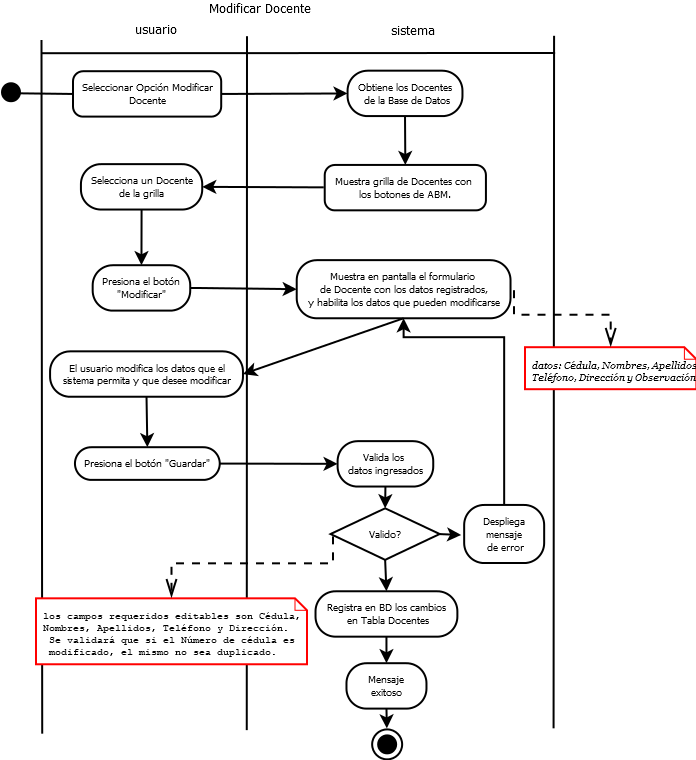 Modificar Docente
usuario
sistema
Seleccionar Opción Modificar
Docente
Obtiene los Docentes
de la Base de Datos
Selecciona un Docente
de la grilla
Muestra grilla de Docentes con
los botones de ABM.
Presiona el botón
"Modificar"
Muestra en pantalla el formulario
de Docente con los datos registrados,
y habilita los datos que pueden modificarse
datos: Cédula, Nombres, Apellidos
Teléfono, Dirección y Observación
El usuario modifica los datos que el
sistema permita y que desee modificar
Presiona el botón "Guardar"
Valida los
datos ingresados
Valido?
Despliega
mensaje
de error
los campos requeridos editables son Cédula,
Nombres, Apellidos, Teléfono y Dirección.
Se validará que si el Número de cédula es
modificado, el mismo no sea duplicado.
Registra en BD los cambios
en Tabla Docentes
Mensaje
exitoso